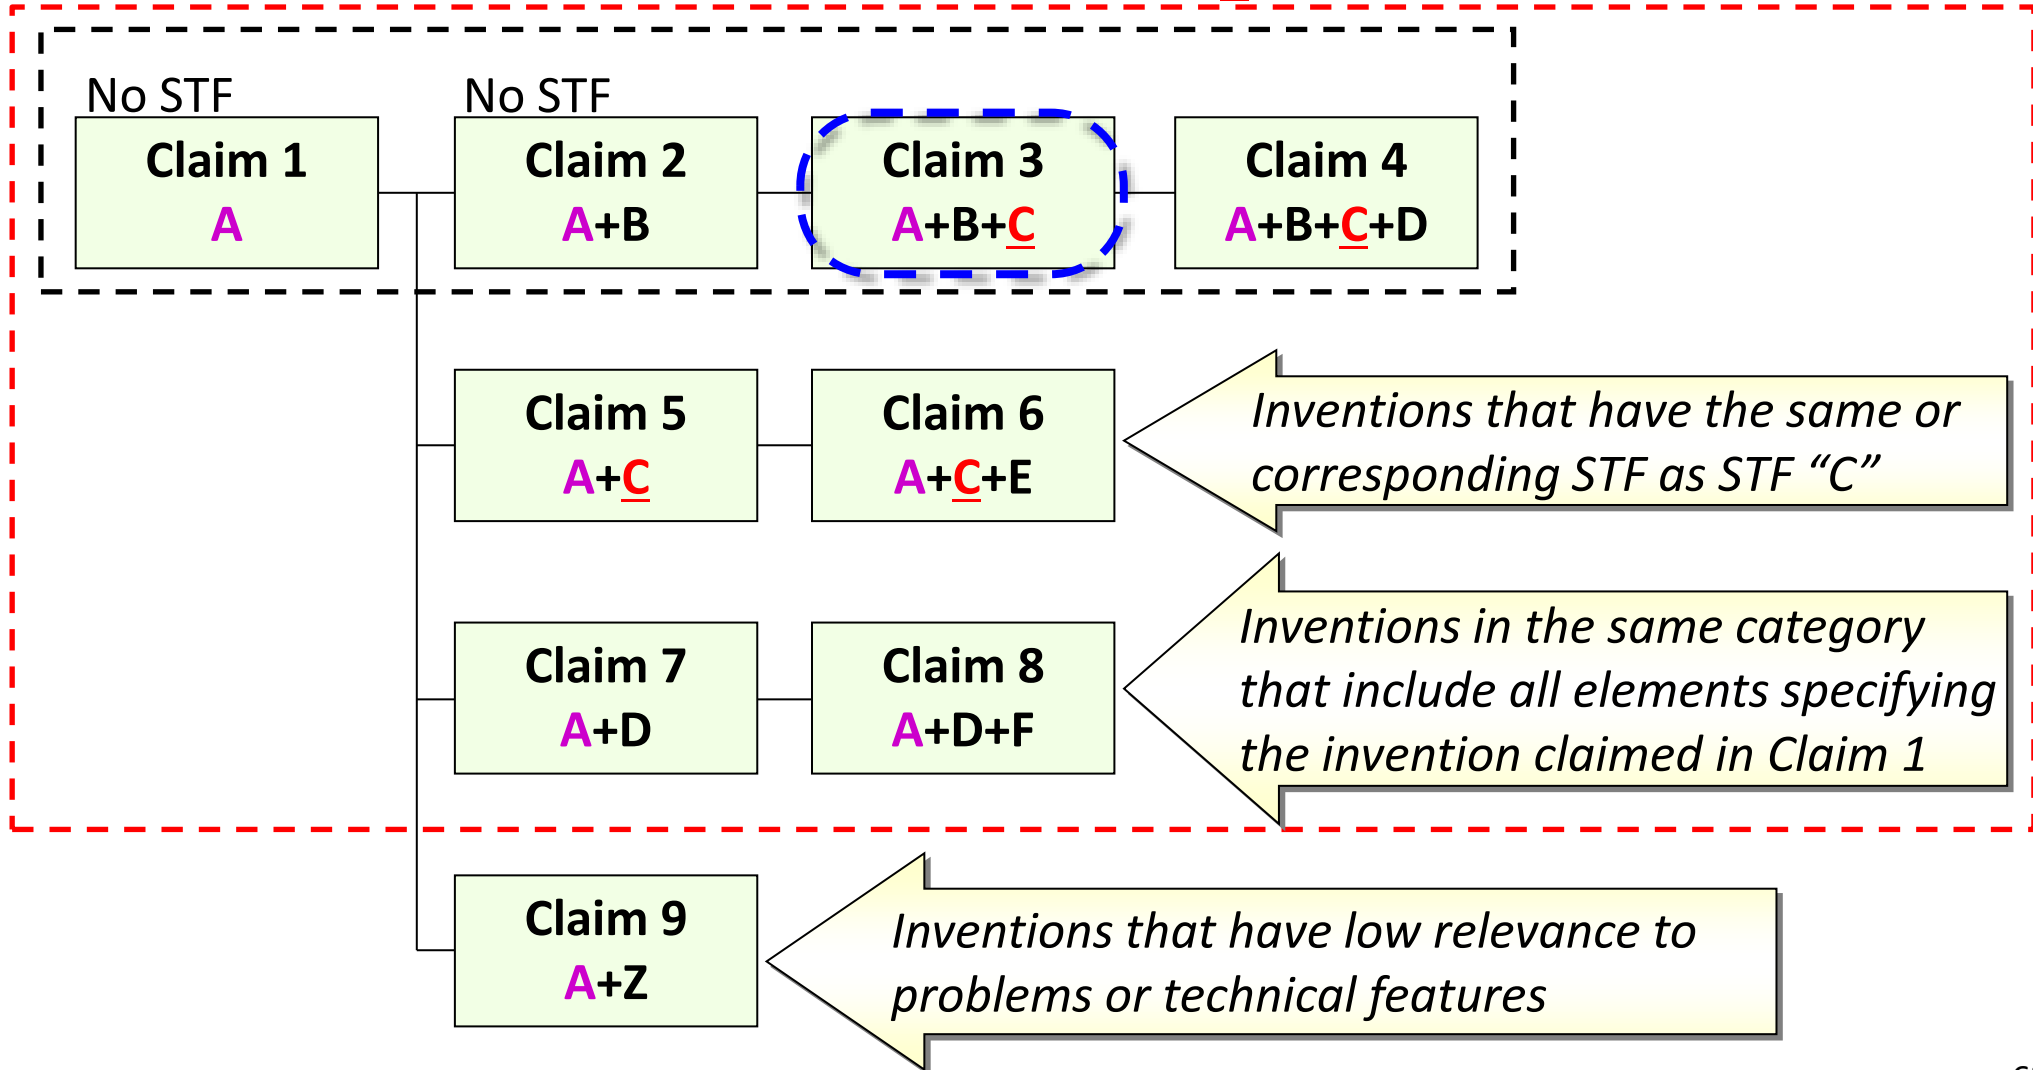 No STF
No STF
Claim 1
A
Claim 2
A+B
Claim 3
A+B+C
Claim 4
A+B+C+D
Claim 5
A+C
Claim 6
A+C+E
Inventions that have the same or
corresponding STF as STF “C”
Claim 7
A+D
Claim 8
A+D+F
Inventions in the same category
that include all elements specifying
the invention claimed in Claim 1
Claim 9
A+Z
Inventions that have low relevance to
problems or technical features